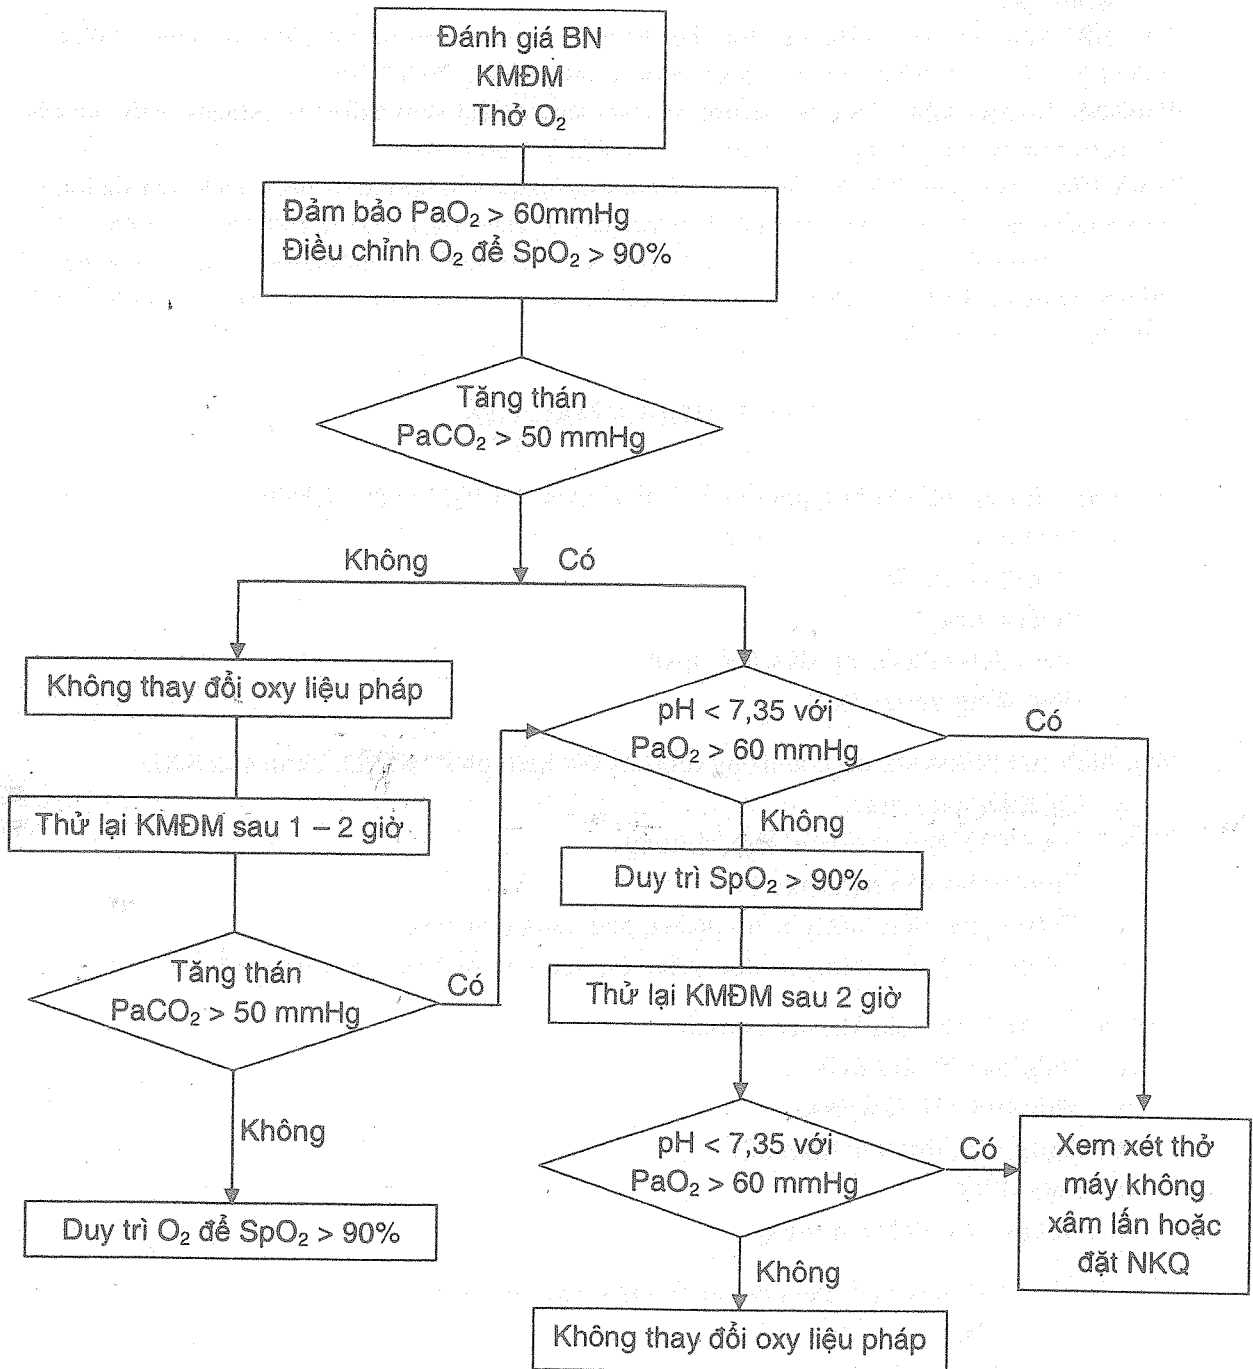 Đánh giá BN
KMĐM
Thở O₂
Đảm bảo PaO₂ > 60mmHg
Điều chỉnh O₂ để SpO₂ > 90%
Tăng thán
PaCO₂ > 50 mmHg
Không
Có
Không thay đổi oxy liệu pháp
Thử lại KMĐM sau 1 – 2 giờ
Tăng thán
PaCO₂ > 50 mmHg
Có
Không
Duy trì O₂ để SpO₂ > 90%
pH < 7,35 với
PaO₂ > 60 mmHg
Có
Không
Duy trì SpO₂ > 90%
Thử lại KMĐM sau 2 giờ
pH < 7,35 với
PaO₂ > 60 mmHg
Có
Xem xét thở
máy không
xâm lấn hoặc
đặt NKQ
Không
Không thay đổi oxy liệu pháp